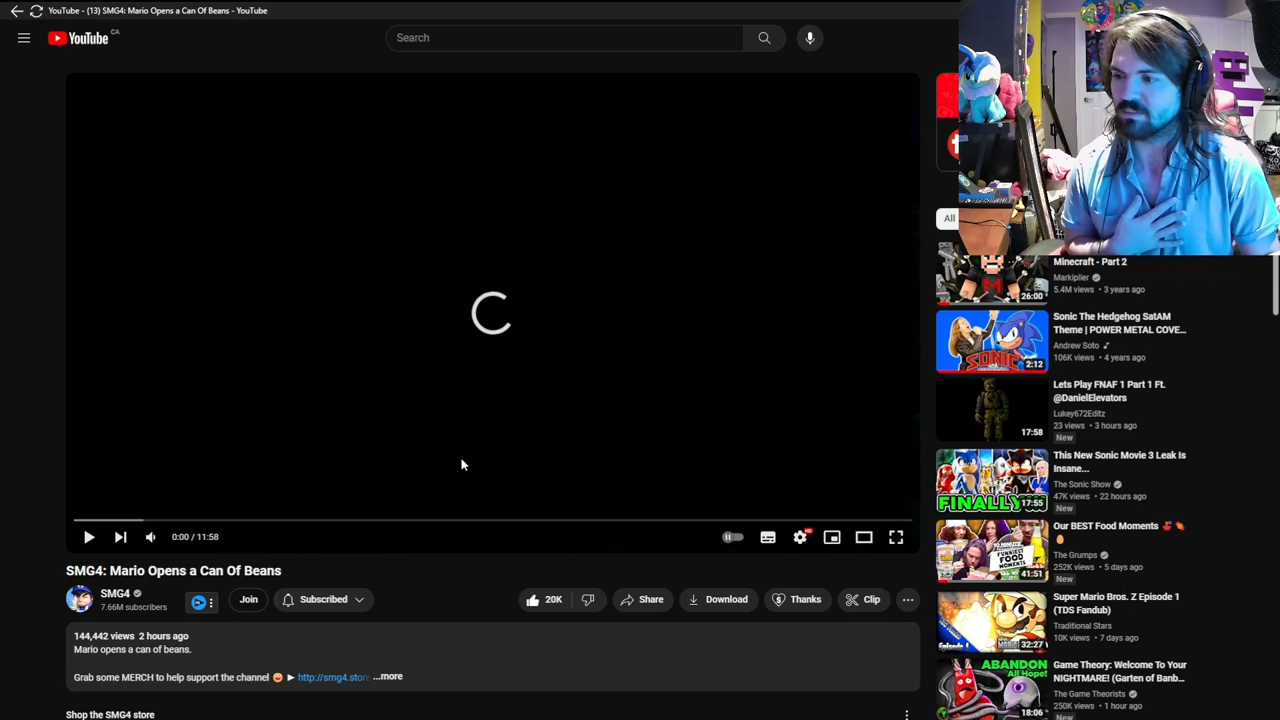 YouTube - (13) SMG4: Mario Opens a Can Of Beans - YouTube
YouTube CA
Search
0:00 / 11:58
SMG4: Mario Opens a Can Of Beans
SMG4
7.66M subscribers
Join
Subscribed
20K
Share
Download
Thanks
Clip
144,442 views 2 hours ago
Mario opens a can of beans.
Grab some MERCH to help support the channel 😄 ► http://smg4.store ...more
Shop the SMG4 store
All
Minecraft - Part 2
Markiplier
5.4M views • 3 years ago
26:00
Sonic The Hedgehog SatAM
Theme | POWER METAL COVE...
Andrew Soto
106K views • 4 years ago
SONIC
2:12
Lets Play FNAF 1 Part 1 Ft.
@DanielElevators
Lukey672Editz
23 views • 3 hours ago
New
17:58
This New Sonic Movie 3 Leak Is
Insane...
The Sonic Show
47K views • 22 hours ago
New
FINALLY
17:55
Our BEST Food Moments
The Grumps
252K views • 5 days ago
New
FUNNIEST
FOOD
MOMENTS
41:51
Super Mario Bros. Z Episode 1
(TDS Fandub)
Traditional Stars
10K views • 7 days ago
32:27
Game Theory: Welcome To Your
NIGHTMARE! (Garten of Banb...
The Game Theorists
250K views • 1 hour ago
New
ABANDON
All Hope!
18:06